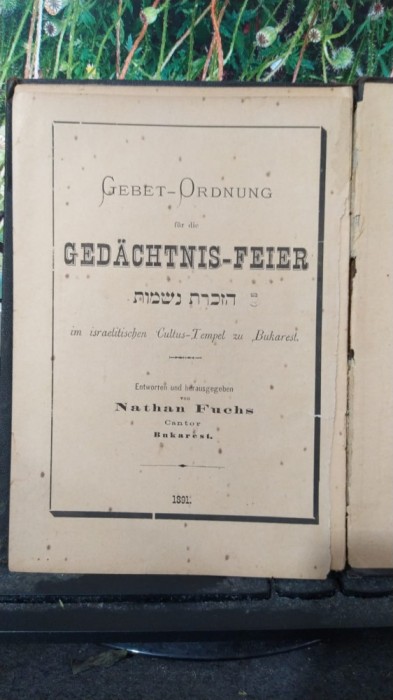 GEBET-ORDNUNG
für die
GEDÄCHTNIS-FEIER
הזכרת נשמות
im israelitischen Cultus-Tempel zu Bukarest.
Entworfen und herausgegeben
von
Nathan Fuchs
Cantor
Bukarest.
1891.